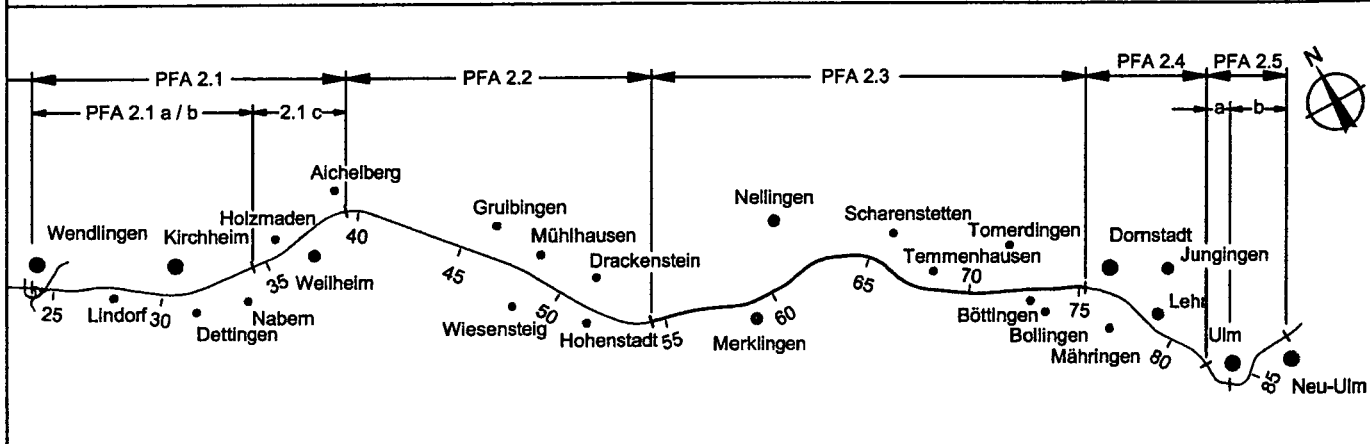 PFA 2.1
PFA 2.2
PFA 2.3
PFA 2.4
PFA 2.5
N
PFA 2.1 a / b
2.1 c
a
b
Aichelberg
Holzmaden
Wendlingen
Kirchheim
40
35
Weilheim
25
Lindorf
30
Dettingen
Nabern
Gruibingen
Mühlhausen
Drackenstein
45
50
Wiesensteig
Hohenstadt
55
Nellingen
Merklingen
60
Scharenstetten
65
Temmenhausen
Tomerdingen
70
Böttingen
Bollingen
75
Dornstadt
Jungingen
Lehr
Mähringen
80
Ulm
85
Neu-Ulm